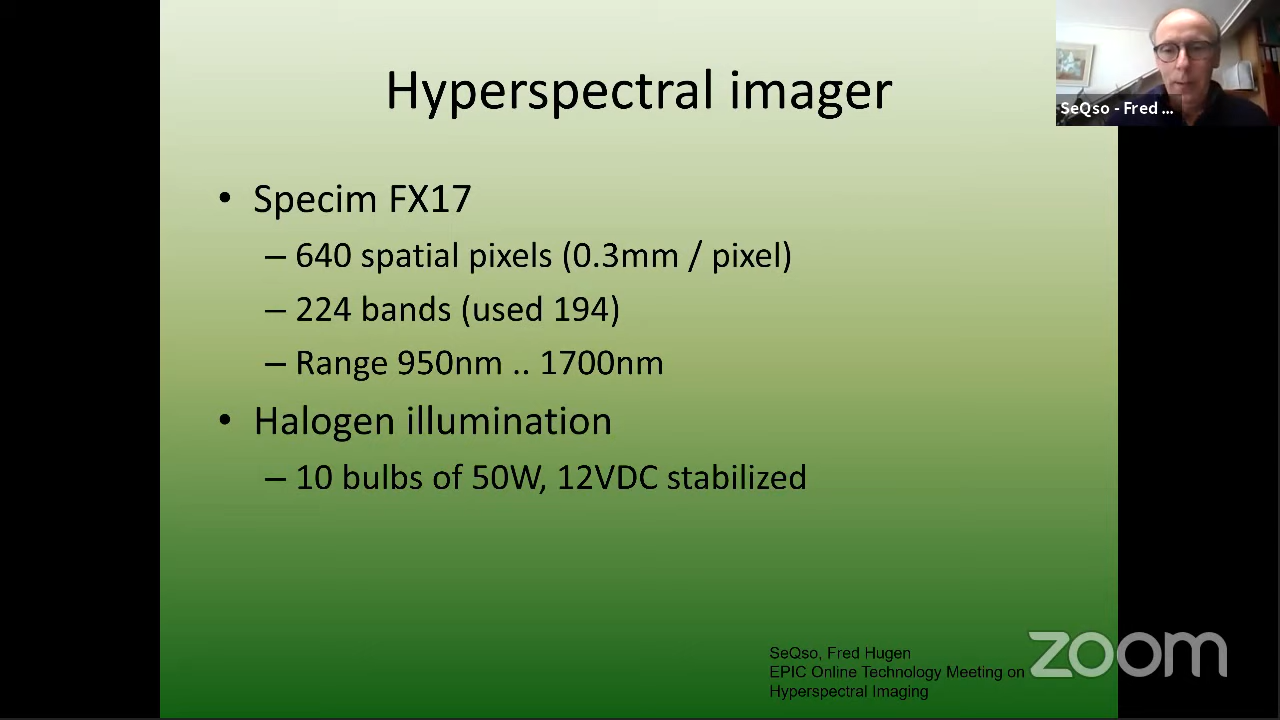 Hyperspectral imager
SeQso - Fred ...
• Specim FX17
– 640 spatial pixels (0.3mm / pixel)
– 224 bands (used 194)
– Range 950nm .. 1700nm
• Halogen illumination
– 10 bulbs of 50W, 12VDC stabilized
SeQso, Fred Hugen
EPIC Online Technology Meeting on
Hyperspectral Imaging
zoom